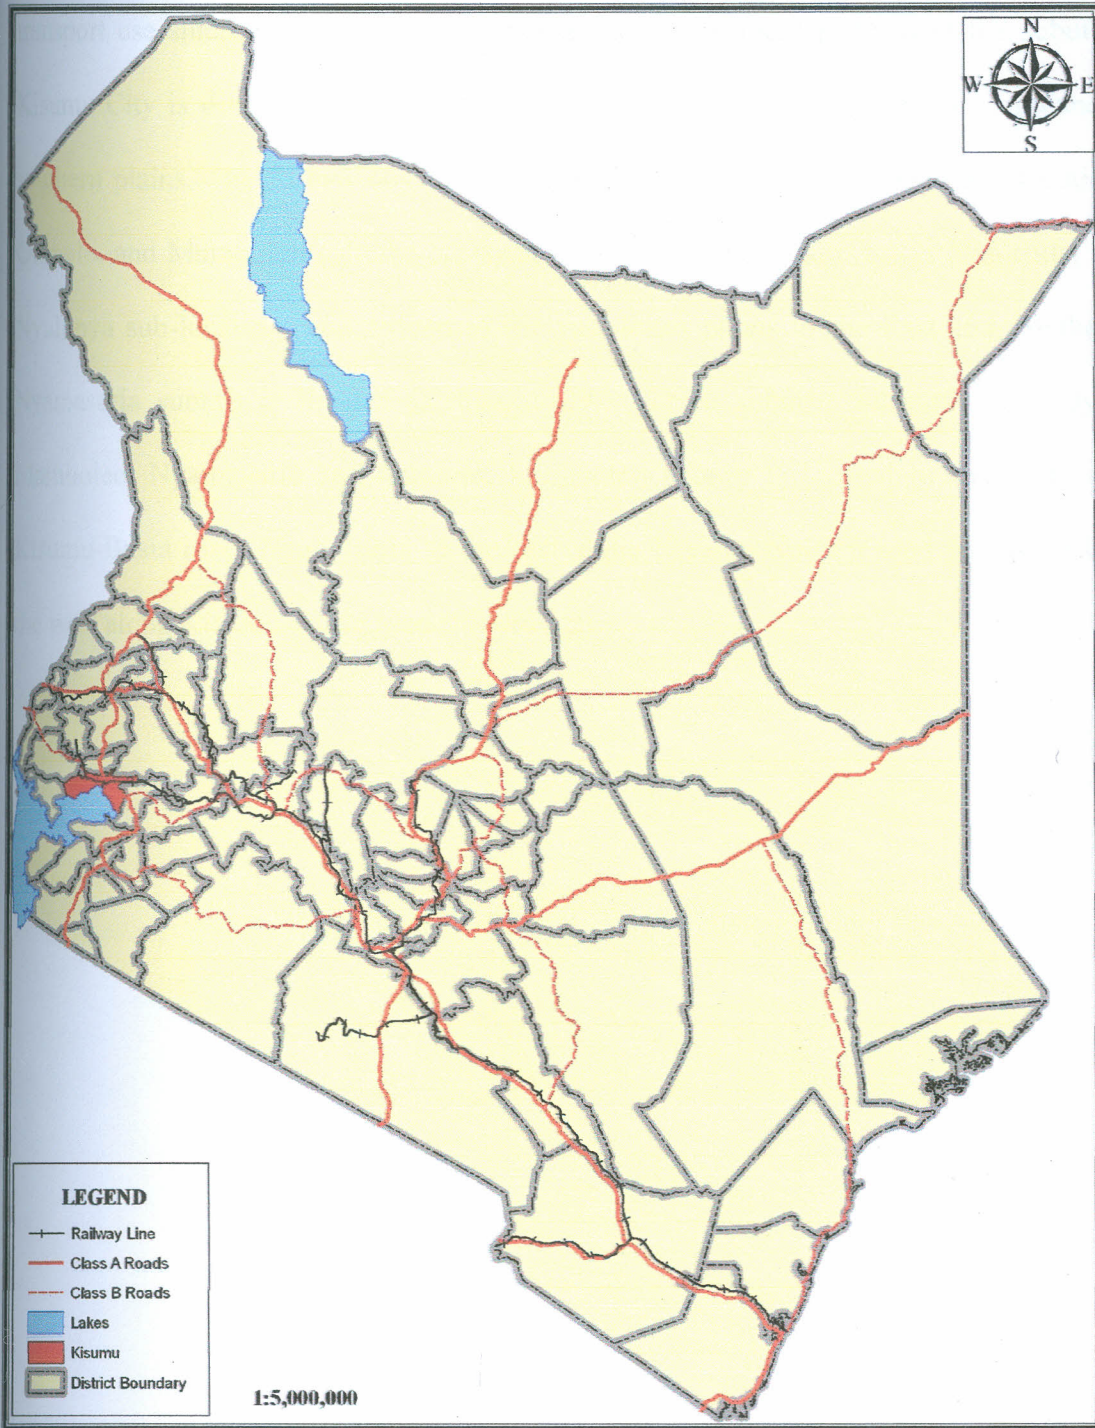 N
W E
S
LEGEND
Railway Line
Class A Roads
Class B Roads
Lakes
Kisumu
District Boundary
1:5,000,000